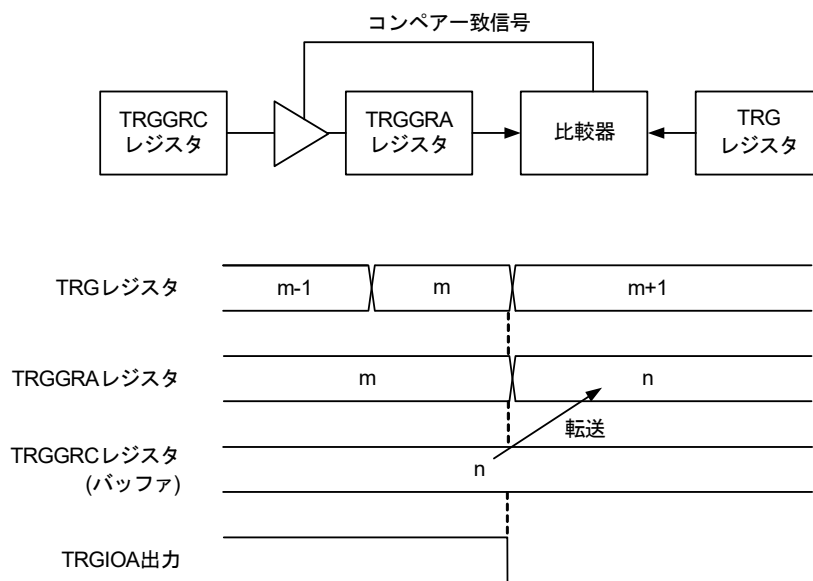 コンペアー致信号
TRGGRC
レジスタ
TRGGRA
レジスタ
比較器
TRG
レジスタ
TRGレジスタ
m-1
m
m+1
TRGGRAレジスタ
m
n
転送
TRGGRCレジスタ
(バッファ)
n
TRGIOA出力